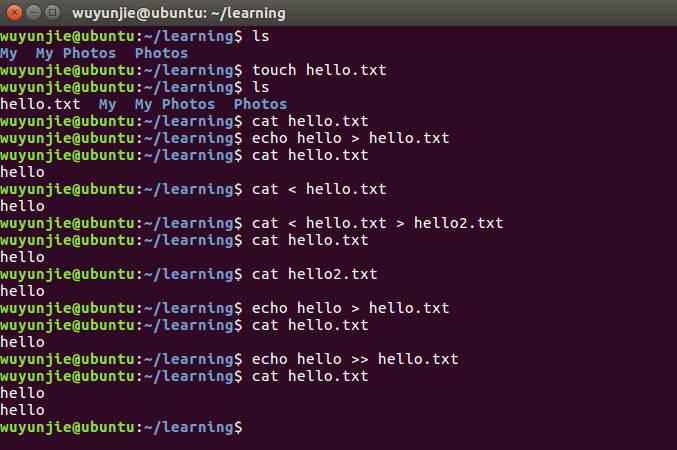 wuyunjie@ubuntu: ~/learning
wuyunjie@ubuntu:~/learning$ ls
My  My Photos  Photos
wuyunjie@ubuntu:~/learning$ touch hello.txt
wuyunjie@ubuntu:~/learning$ ls
hello.txt  My  My Photos  Photos
wuyunjie@ubuntu:~/learning$ cat hello.txt
wuyunjie@ubuntu:~/learning$ echo hello > hello.txt
wuyunjie@ubuntu:~/learning$ cat hello.txt
hello
wuyunjie@ubuntu:~/learning$ cat < hello.txt
hello
wuyunjie@ubuntu:~/learning$ cat < hello.txt > hello2.txt
wuyunjie@ubuntu:~/learning$ cat hello.txt
hello
wuyunjie@ubuntu:~/learning$ cat hello2.txt
hello
wuyunjie@ubuntu:~/learning$ echo hello > hello.txt
wuyunjie@ubuntu:~/learning$ cat hello.txt
hello
wuyunjie@ubuntu:~/learning$ echo hello >> hello.txt
wuyunjie@ubuntu:~/learning$ cat hello.txt
hello
hello
wuyunjie@ubuntu:~/learning$